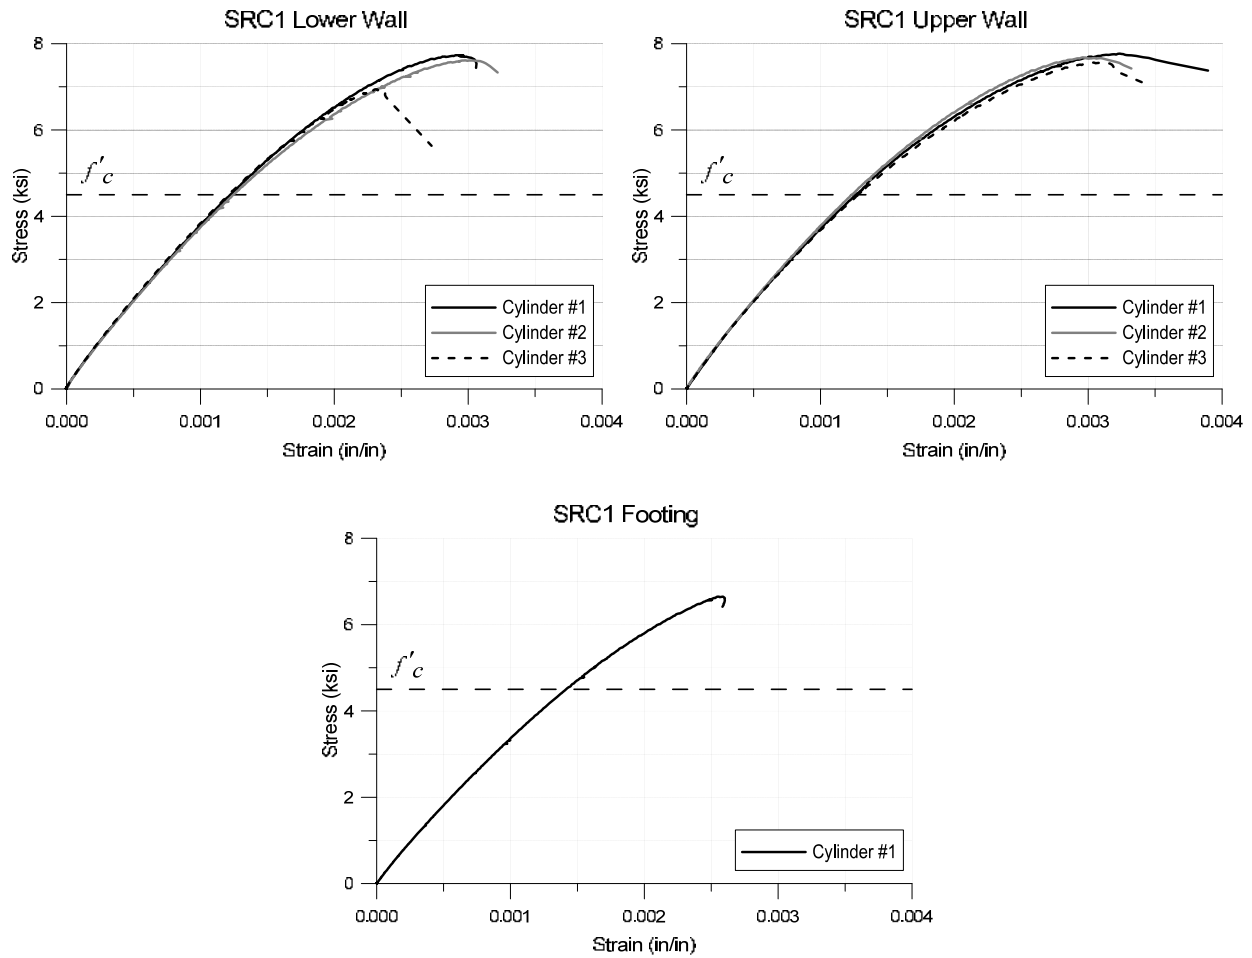 SRC1 Lower Wall
8
6
4
2
0
Stress (ksi)
f'c
Cylinder #1
Cylinder #2
Cylinder #3
0.000 0.001 0.002 0.003 0.004
Strain (in/in)
SRC1 Upper Wall
8
6
4
2
0
Stress (ksi)
f'c
Cylinder #1
Cylinder #2
Cylinder #3
0.000 0.001 0.002 0.003 0.004
Strain (in/in)
SRC1 Footing
8
6
4
2
0
Stress (ksi)
f'c
Cylinder #1
0.000 0.001 0.002 0.003 0.004
Strain (in/in)